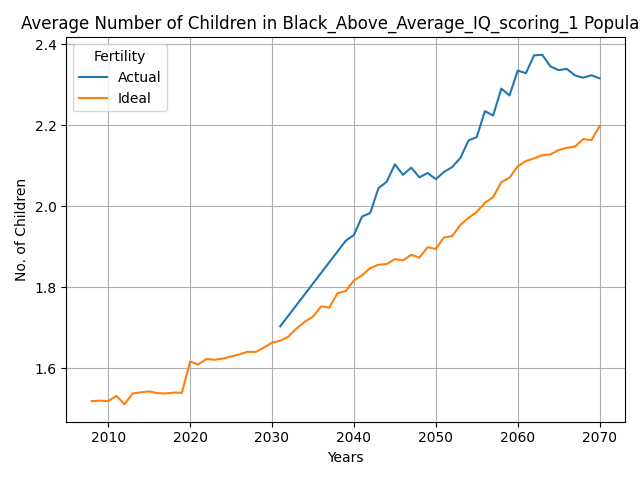 Average Number of Children in Black_Above_Average_IQ_scoring_1 Popula
Fertility
Actual
Ideal
2.4
2.2
2.0
1.8
1.6
No. of Children
2010 2020 2030 2040 2050 2060 2070
Years